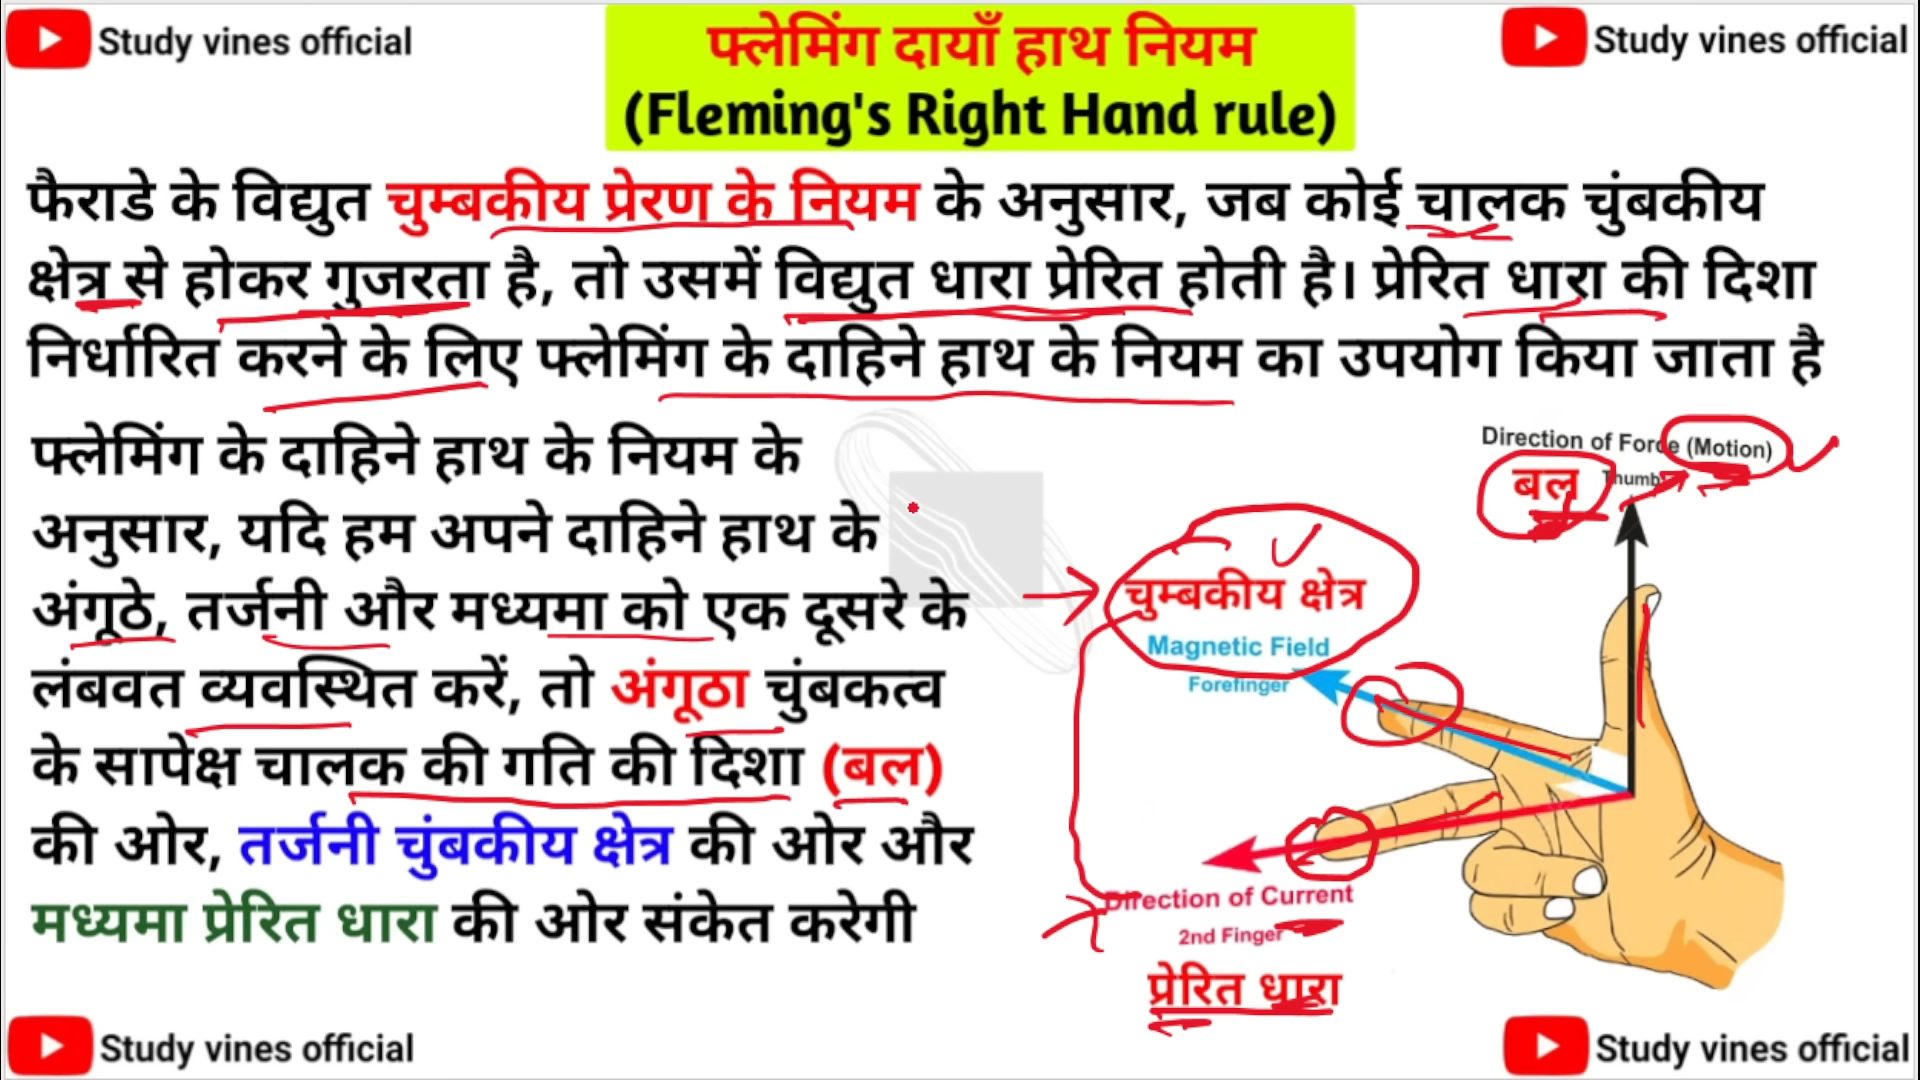 Study vines official
फ्लेमिंग दायाँ हाथ नियम
(Fleming's Right Hand rule)
Study vines official
फैराडे के विद्युत चुम्बकीय प्रेरण के नियम के अनुसार, जब कोई चालक चुंबकीय
क्षेत्र से होकर गुजरता है, तो उसमें विद्युत धारा प्रेरित होती है। प्रेरित धारा की दिशा
निर्धारित करने के लिए फ्लेमिंग के दाहिने हाथ के नियम का उपयोग किया जाता है
फ्लेमिंग के दाहिने हाथ के नियम के
अनुसार, यदि हम अपने दाहिने हाथ के
अंगूठे, तर्जनी और मध्यमा को एक दूसरे के
लंबवत व्यवस्थित करें, तो अंगूठा चुंबकत्व
के सापेक्ष चालक की गति की दिशा (बल)
की ओर, तर्जनी चुंबकीय क्षेत्र की ओर और
मध्यमा प्रेरित धारा की ओर संकेत करेगी
Direction of Force (Motion)
बल
Thumb
चुम्बकीय क्षेत्र
Magnetic Field
Forefinger
Direction of Current
2nd Finger
प्रेरित धारा
Study vines official
Study vines official